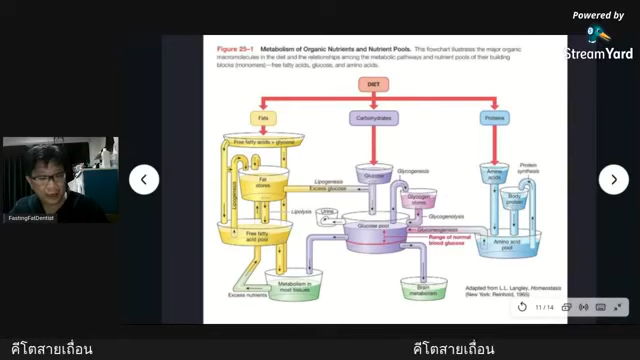 Powered by
StreamYard
Figure 25–1 Metabolism of Organic Nutrients and Nutrient Pools. This flowchart illustrates the major organic
macromolecules in the diet and the relationships among the metabolic pathways and nutrient pools of their building
blocks (monomers)—free fatty acids, glucose, and amino acids.
DIET
Fats
Carbohydrates
Proteins
Free fatty acids + glycerol
Protein
synthesis
Glycogenesis
Lipogenesis
Fat
stores
Lipogenesis
Excess glucose
Glucose
Amino
acids
Glycogen
stores
Body
protein
Lipolysis
Urine
Glycogenolysis
Glucose pool
Gluconeogenesis
Range of normal
blood glucose
Free fatty
acid pool
Amino acid
pool
Metabolism in
most tissues
Excess nutrients
Brain
metabolism
Adapted from L.L. Langley, Homeostasis
(New York: Reinhold, 1965)
FastingFatDentist
11 / 14
คีโตสายเถื่อน
คีโตสายเถื่อน